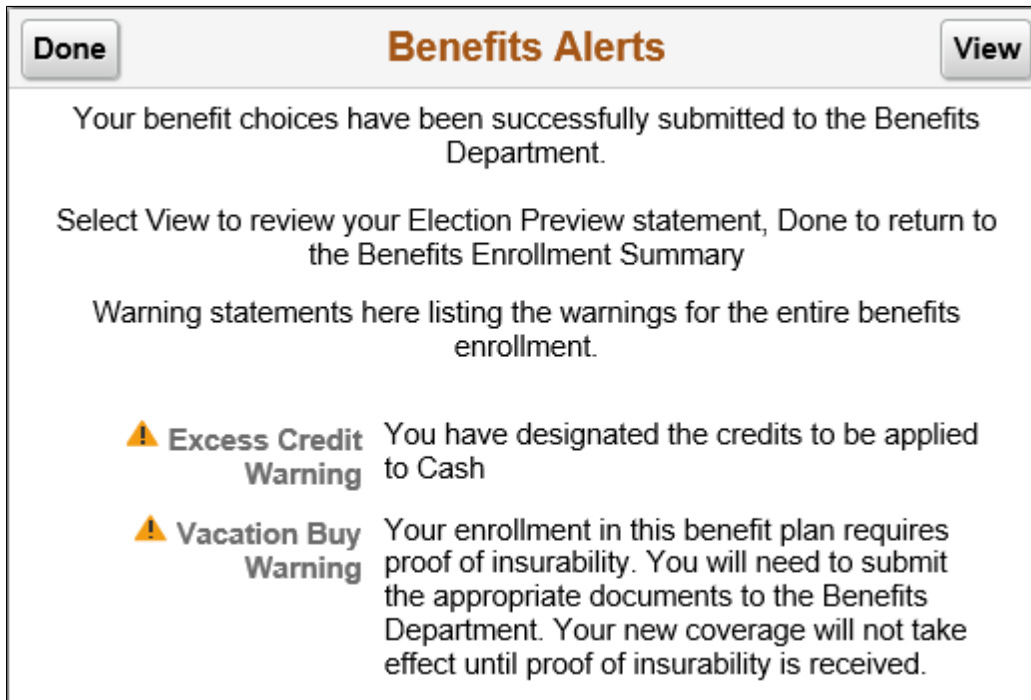 Done
Benefits Alerts
View
Your benefit choices have been successfully submitted to the Benefits
Department.
Select View to review your Election Preview statement, Done to return to
the Benefits Enrollment Summary
Warning statements here listing the warnings for the entire benefits
enrollment.
Excess Credit
Warning
You have designated the credits to be applied
to Cash
Vacation Buy
Warning
Your enrollment in this benefit plan requires
proof of insurability. You will need to submit
the appropriate documents to the Benefits
Department. Your new coverage will not take
effect until proof of insurability is received.